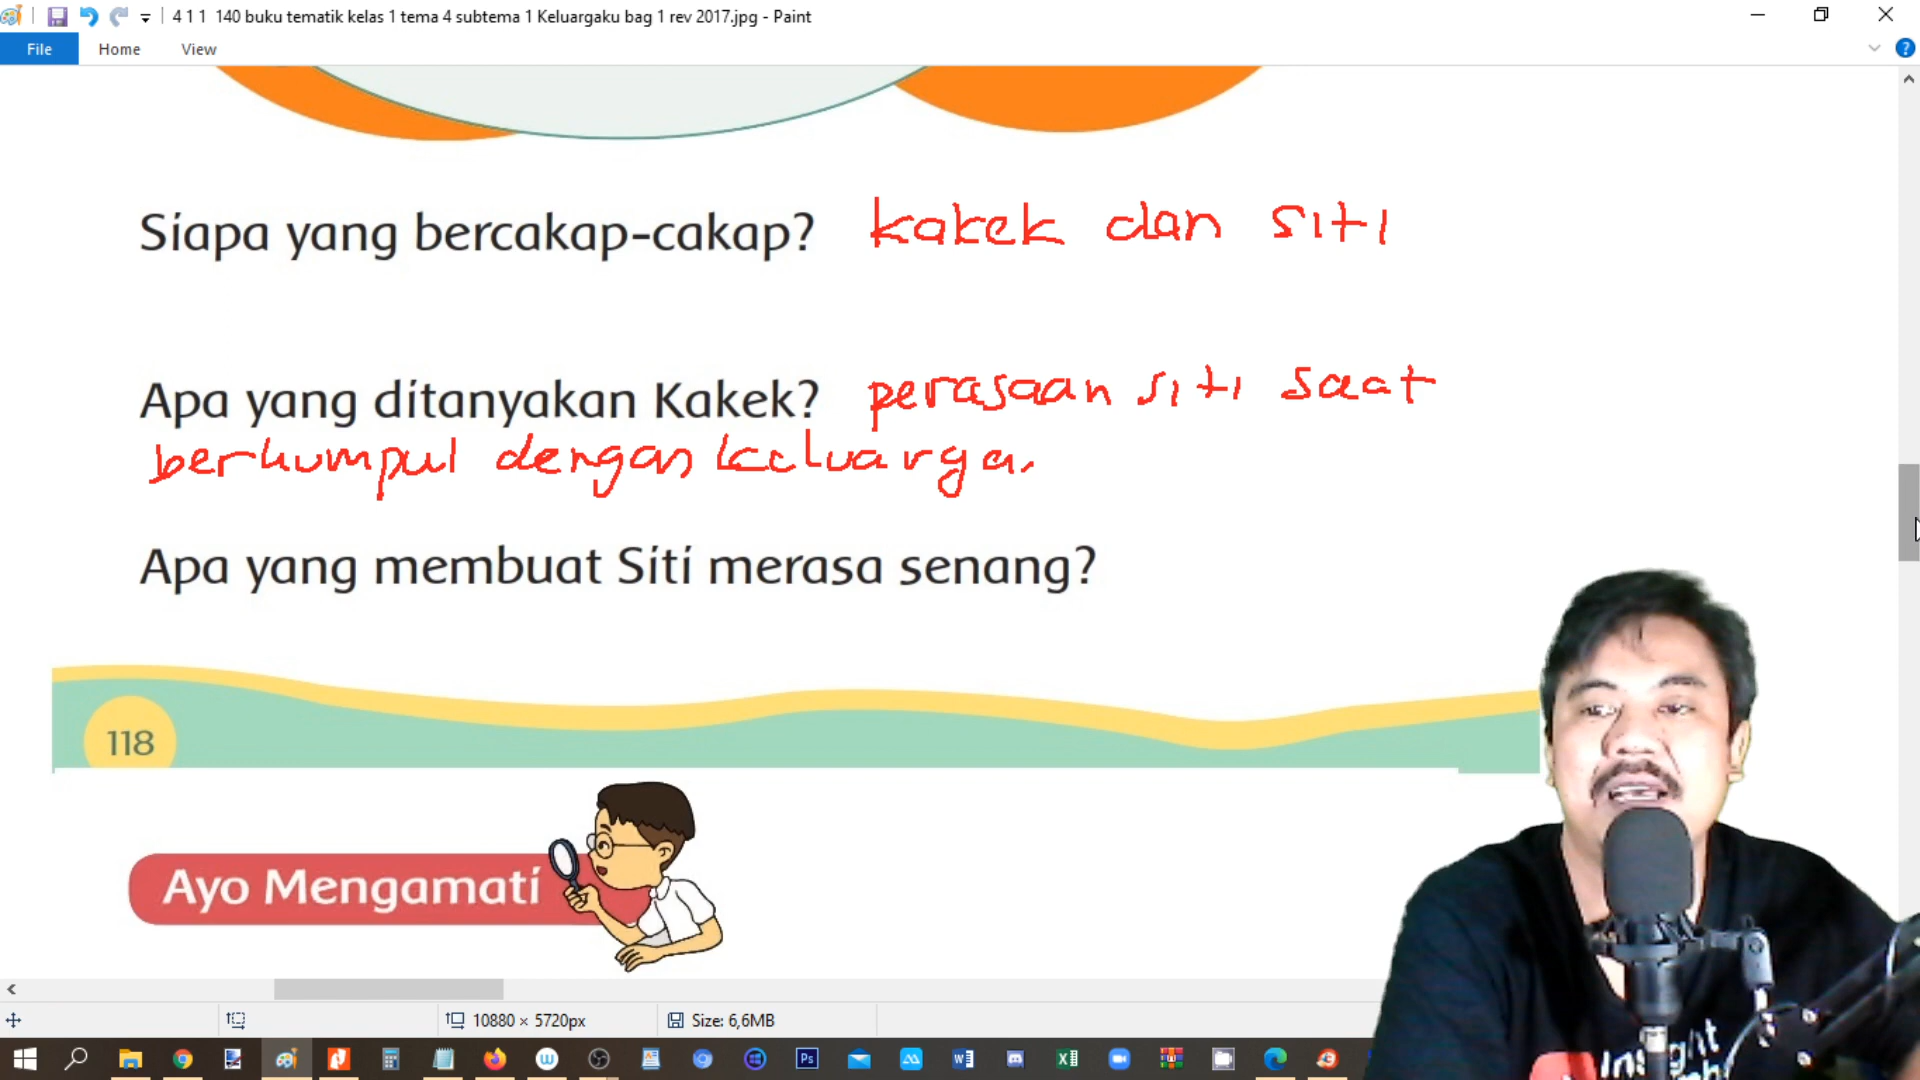 4 1 1  140 buku tematik kelas 1 tema 4 subtema 1 Keluargaku bag 1 rev 2017.jpg - Paint
File Home View
Siapa yang bercakap-cakap? kakek dan siti
Apa yang ditanyakan Kakek? perasaan siti saat
berkumpul dengan keluarga.
Apa yang membuat Siti merasa senang?
118
Ayo Mengamati
10880 × 5720px Size: 6,6MB